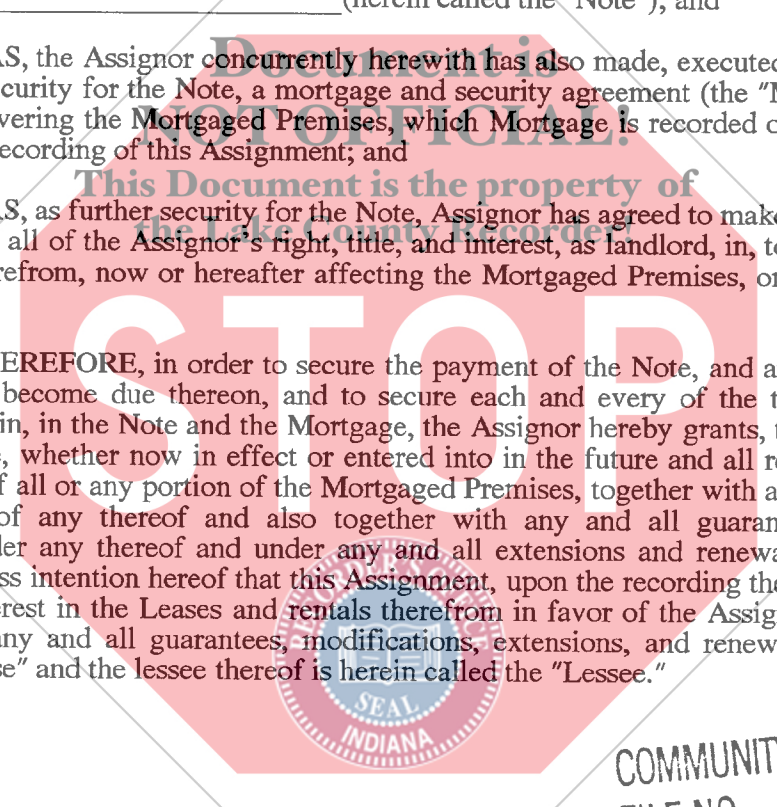 (herein called the "Note"), and
AS, the Assignor concurrently herewith has also made, executed
curity for the Note, a mortgage and security agreement (the "M
vering the Mortgaged Premises, which Mortgage is recorded c
ecording of this Assignment; and
Document is
NOT OFFICIAL!
This Document is the property of
the Lake County Recorder!
S, as further security for the Note, Assignor has agreed to make
all of the Assignor's right, title, and interest, as landlord, in, to
refrom, now or hereafter affecting the Mortgaged Premises, or
STOP
EREFORE, in order to secure the payment of the Note, and a
become due thereon, and to secure each and every of the t
in, in the Note and the Mortgage, the Assignor hereby grants, t
, whether now in effect or entered into in the future and all re
f all or any portion of the Mortgaged Premises, together with a
of any thereof and also together with any and all guaran
ler any thereof and under any and all extensions and renewa
ss intention hereof that this Assignment, upon the recording the
erest in the Leases and rentals therefrom in favor of the Assig
any and all guarantees, modifications, extensions, and renew
se" and the lessee thereof is herein called the "Lessee."
RECORDER'S OFFICE
SEAL
INDIANA
COMMUNIT
FILE NO